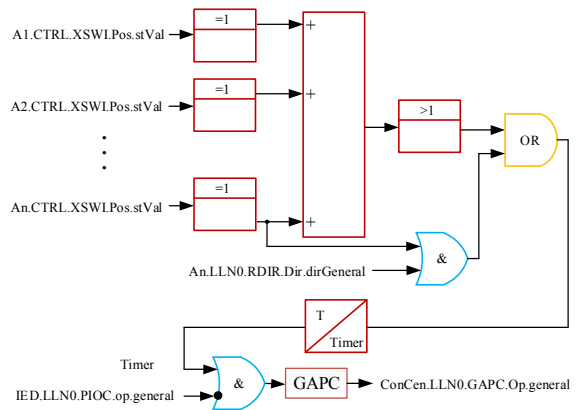 =1
A1.CTRL.XSWI.Pos.stVal
+
=1
A2.CTRL.XSWI.Pos.stVal
+
>1
OR
=1
An.CTRL.XSWI.Pos.stVal
+
&
An.LLN0.RDIR.Dir.dirGeneral
T
Timer
Timer
IED.LLN0.PIOC.op.general
&
GAPC
ConCen.LLN0.GAPC.Op.general